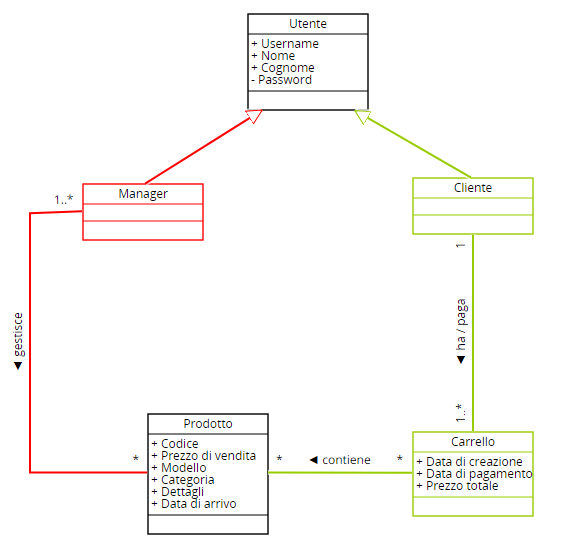 Utente
+ Username
+ Nome
+ Cognome
- Password
Manager
Cliente
1..*
1
◄ gestisce
◄ ha / paga
1..*
Prodotto
+ Codice
+ Prezzo di vendita
+ Modello
+ Categoria
+ Dettagli
+ Data di arrivo
*
*
◄ contiene
*
Carrello
+ Data di creazione
+ Data di pagamento
+ Prezzo totale